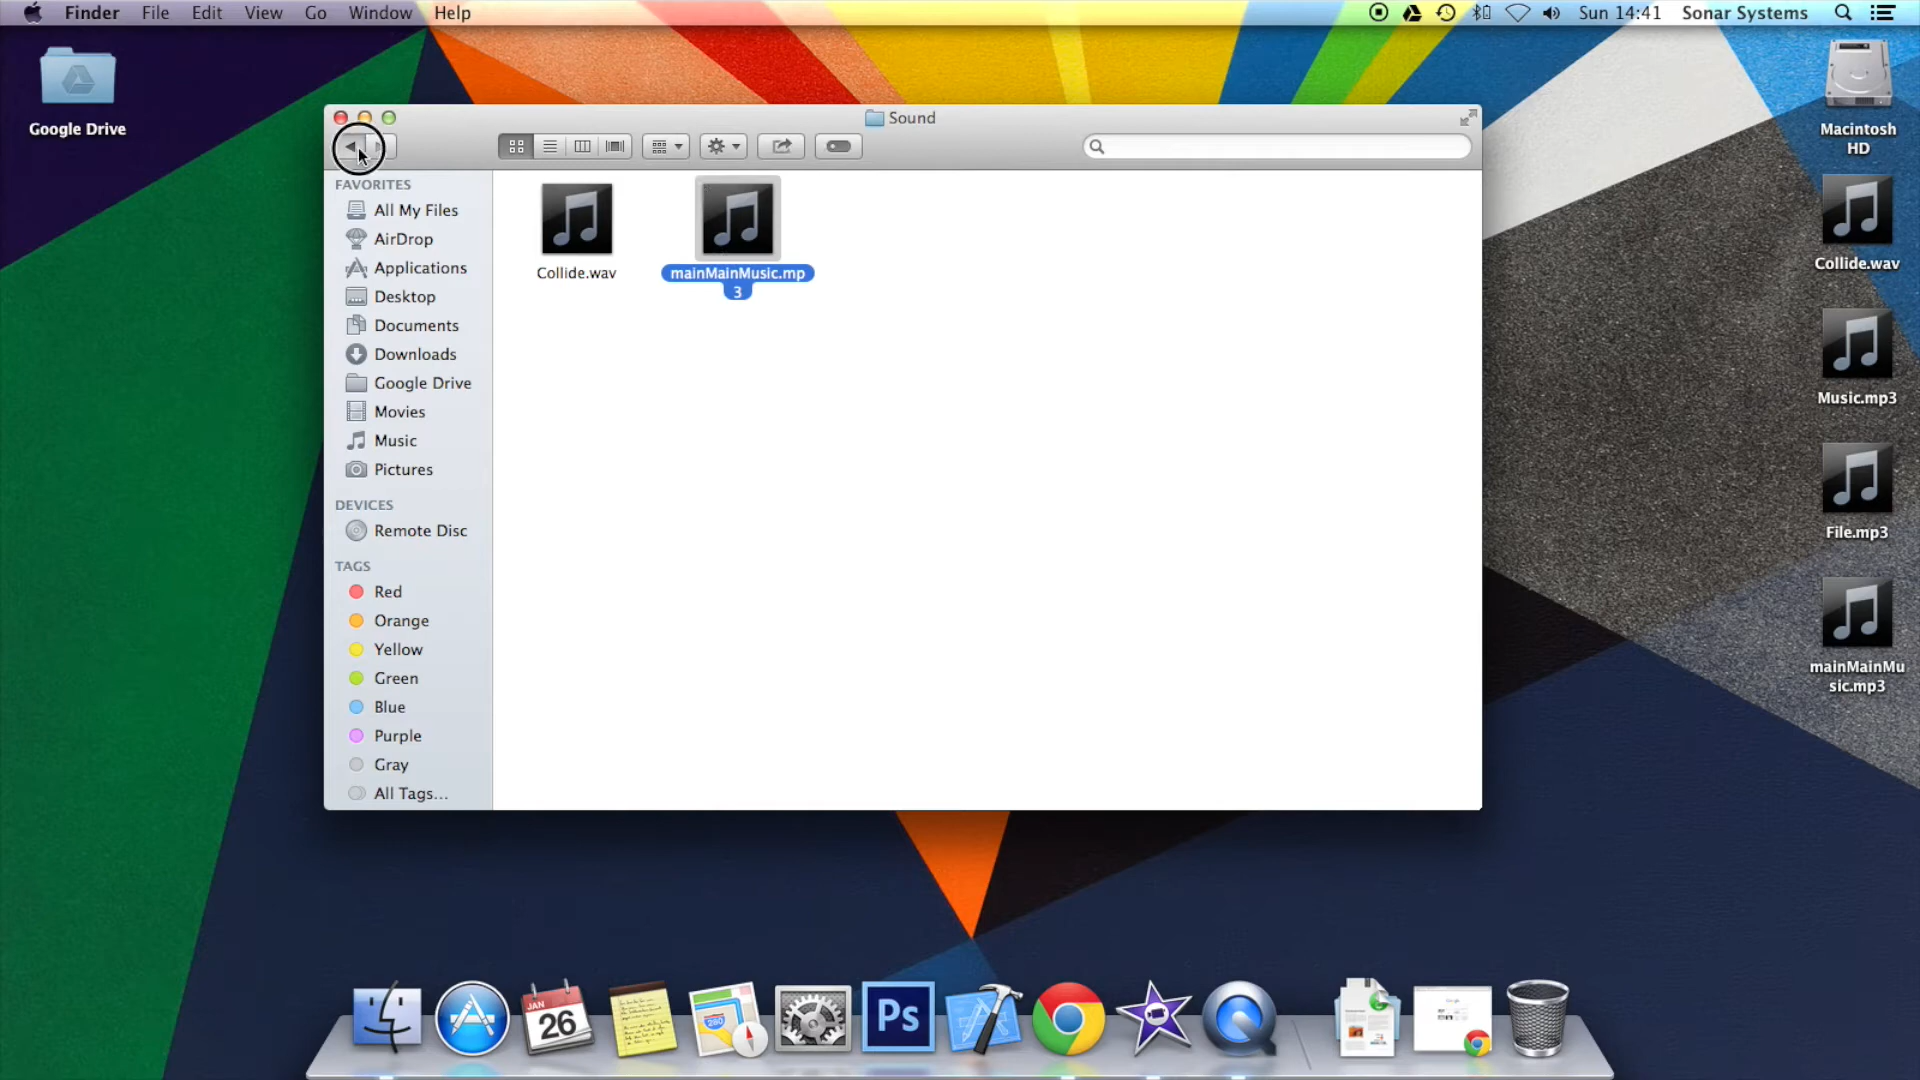 Finder File Edit View Go Window Help
Sun 14:41 Sonar Systems
Google Drive
Sound
FAVORITES
All My Files
AirDrop
Applications
Desktop
Documents
Downloads
Google Drive
Movies
Music
Pictures
DEVICES
Remote Disc
TAGS
Red
Orange
Yellow
Green
Blue
Purple
Gray
All Tags...
Collide.wav
mainMainMusic.mp
3
Macintosh
HD
Collide.wav
Music.mp3
File.mp3
mainMainMu
sic.mp3
JAN
26
280
Ps